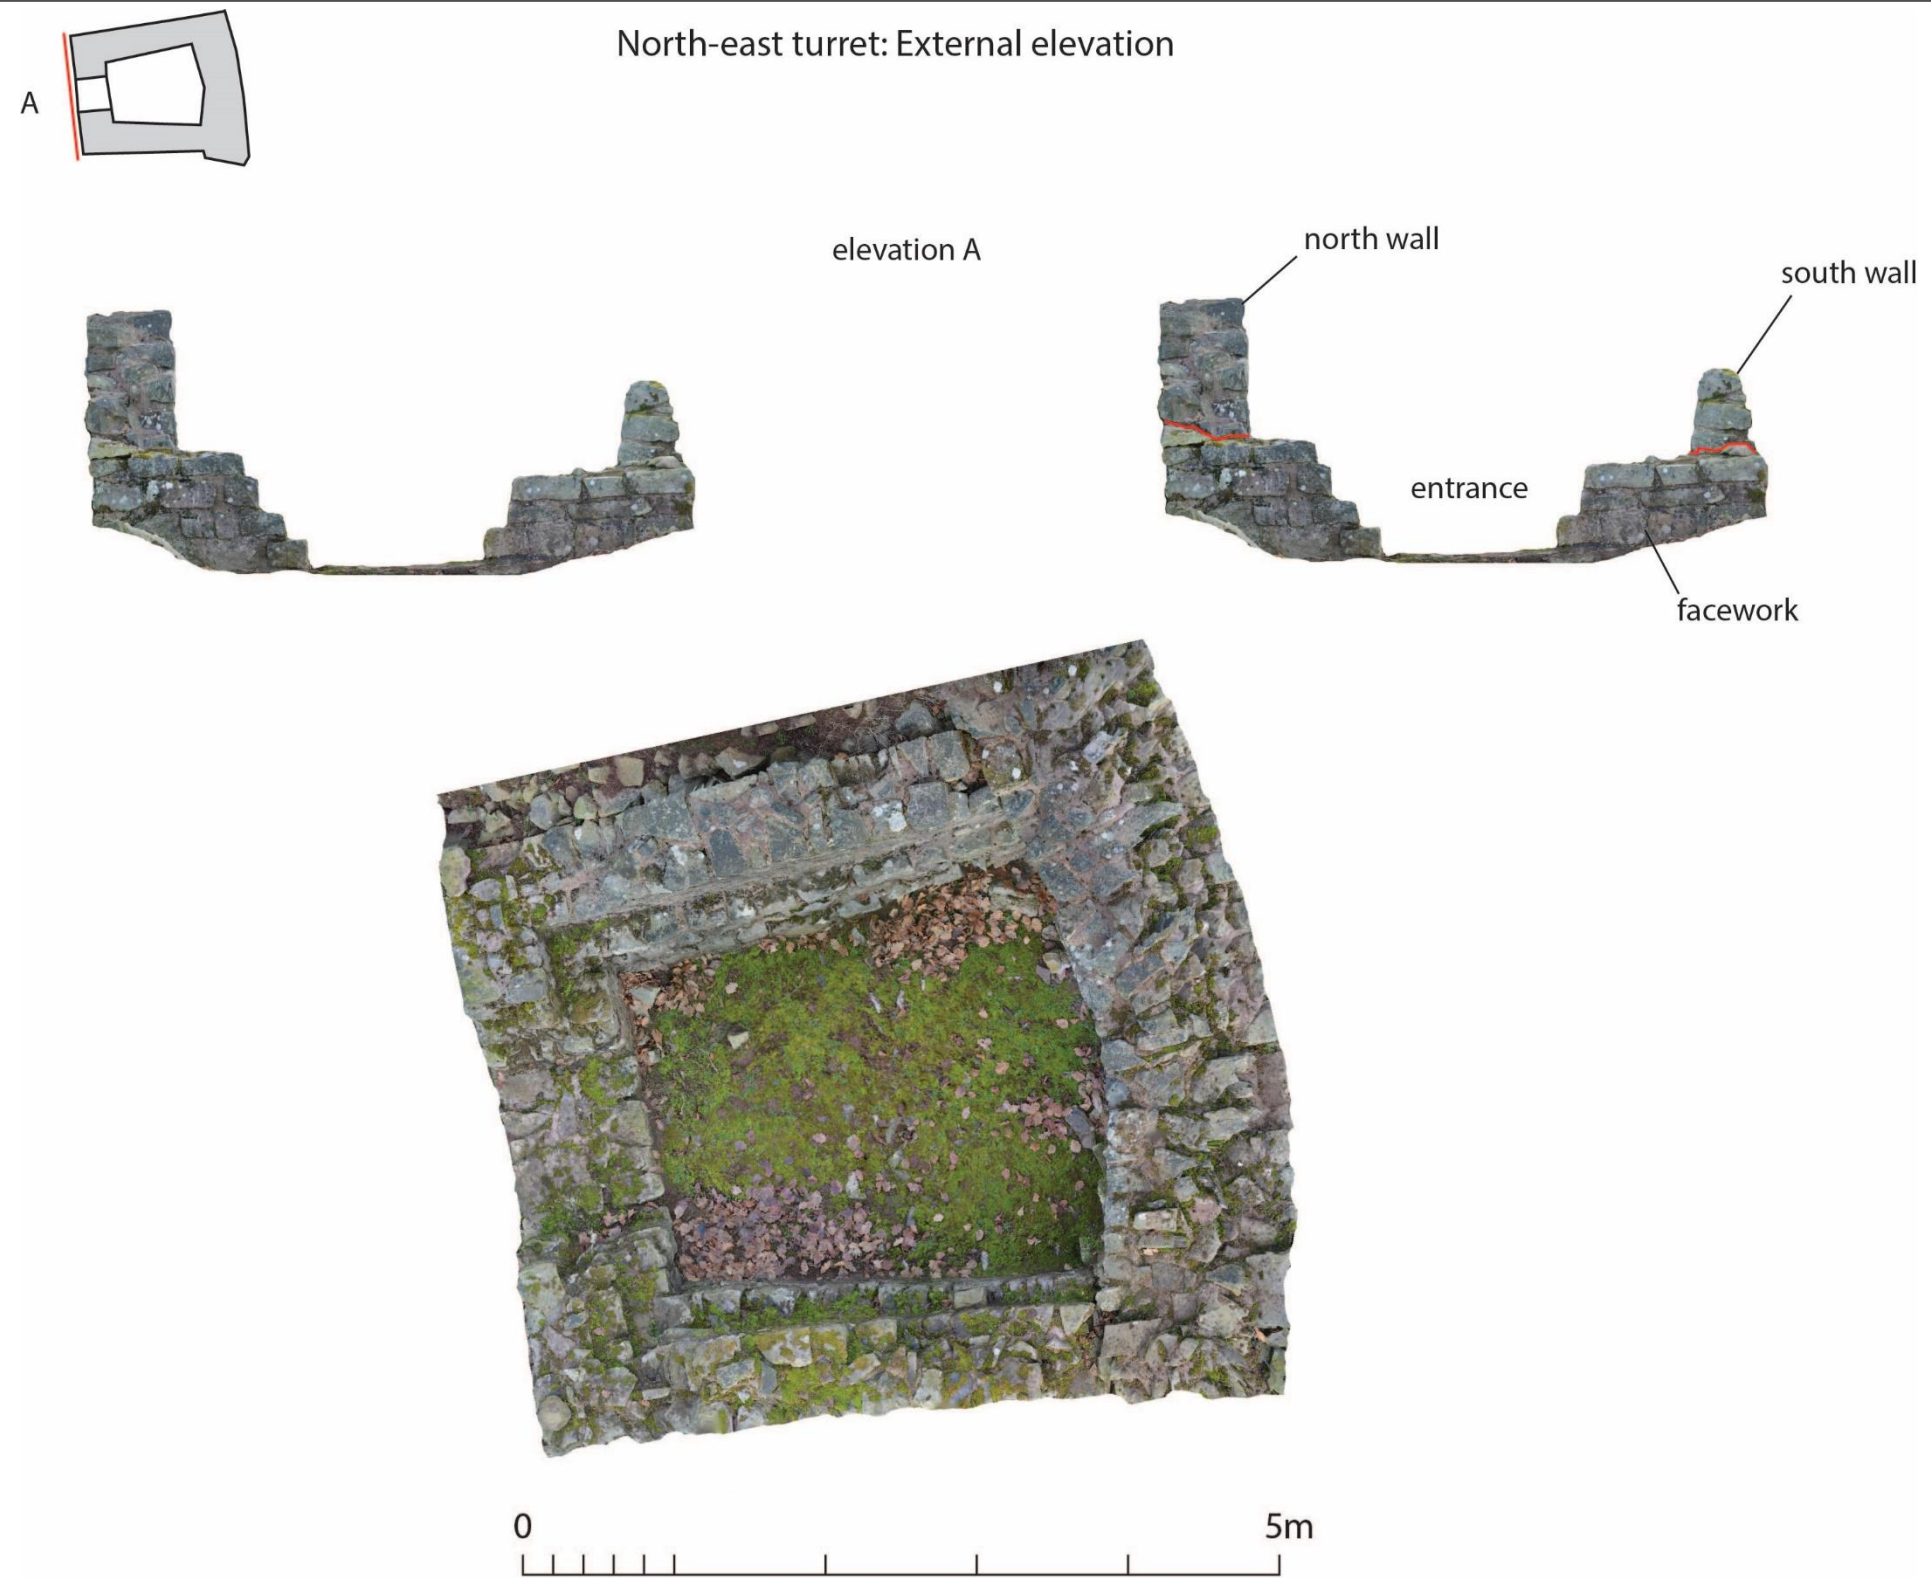 North-east turret: External elevation
A
elevation A
north wall
south wall
entrance
facework
0
5m